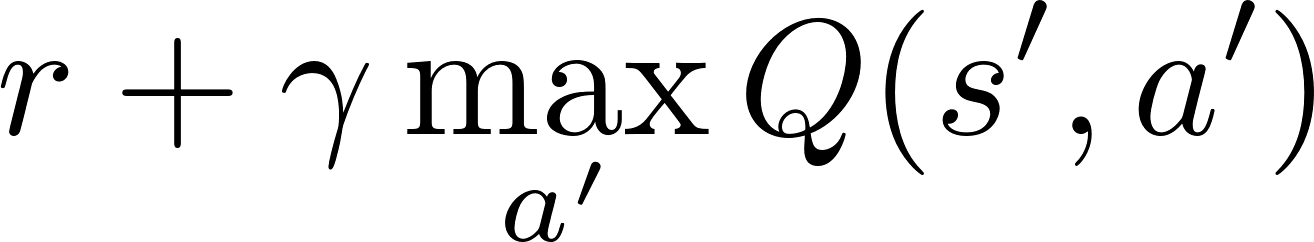 r + γ max_{a′} Q(s′, a′)